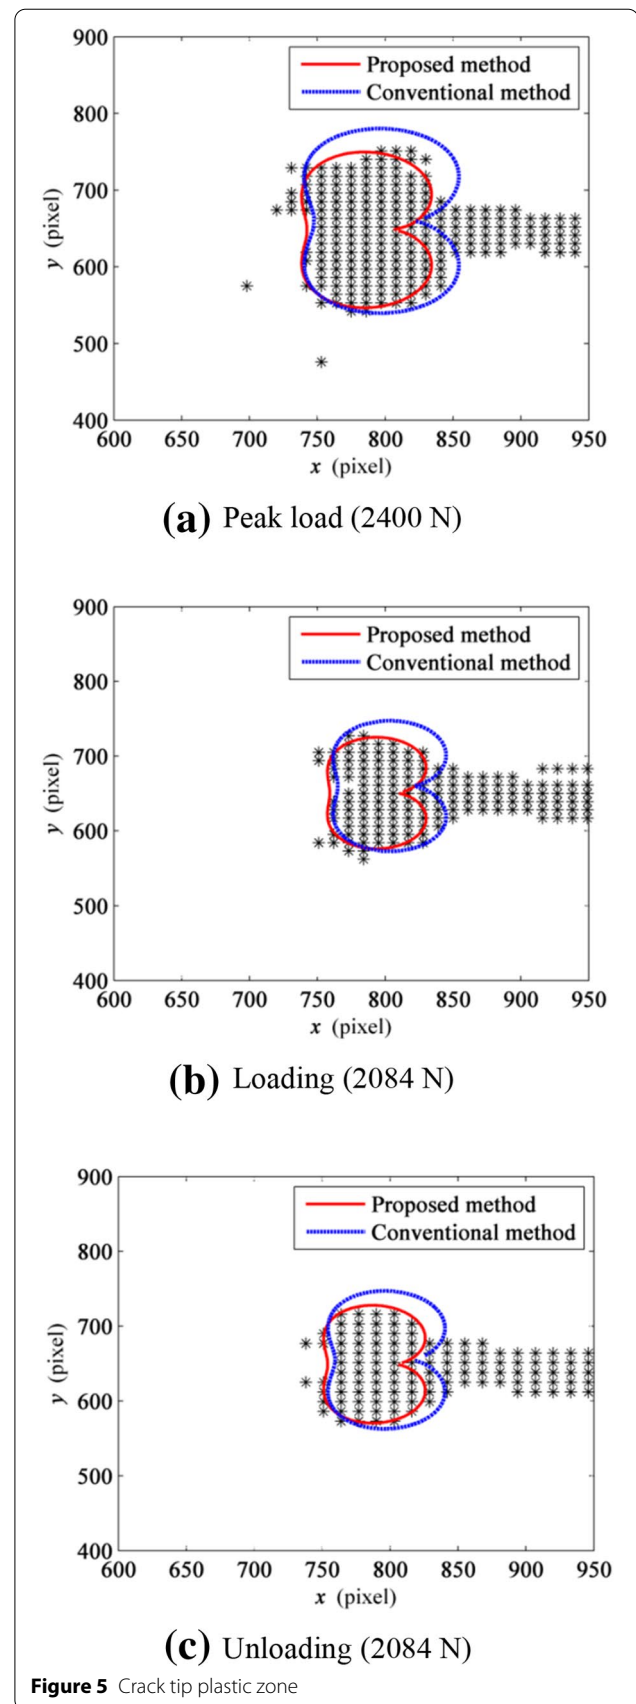 900
Proposed method
Conventional method
800
700
y (pixel)
600
500
400
600 650 700 750 800 850 900 950
x (pixel)
(a) Peak load (2400 N)
900
Proposed method
Conventional method
800
700
y (pixel)
600
500
400
600 650 700 750 800 850 900 950
x (pixel)
(b) Loading (2084 N)
900
Proposed method
Conventional method
800
700
y (pixel)
600
500
400
600 650 700 750 800 850 900 950
x (pixel)
(c) Unloading (2084 N)
Figure 5 Crack tip plastic zone